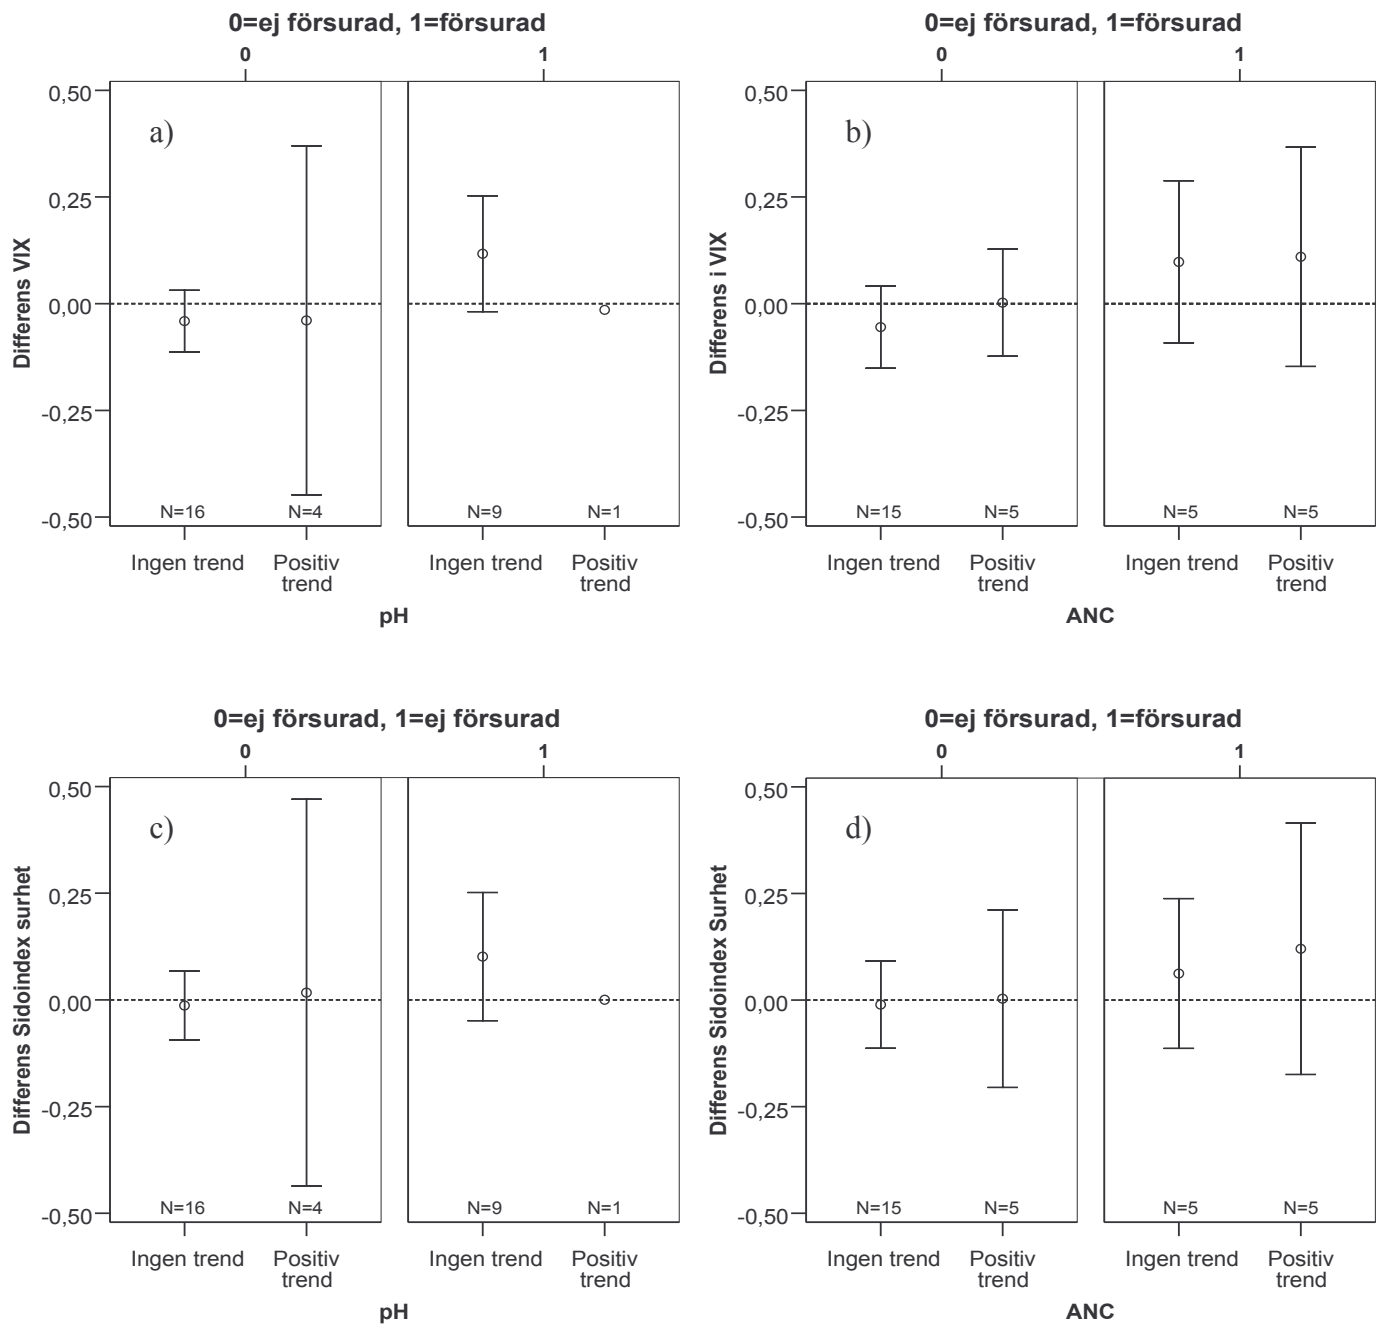 0=ej försurad, 1=försurad
0 1
0,50
0,25
0,00
-0,25
-0,50
Differens VIX
a)
N=16 N=4 N=9 N=1
Ingen trend Positiv trend Ingen trend Positiv trend
pH
0=ej försurad, 1=försurad
0 1
0,50
0,25
0,00
-0,25
-0,50
Differens i VIX
b)
N=15 N=5 N=5 N=5
Ingen trend Positiv trend Ingen trend Positiv trend
ANC
0=ej försurad, 1=ej försurad
0 1
0,50
0,25
0,00
-0,25
-0,50
Differens Sidoindex surhet
c)
N=16 N=4 N=9 N=1
Ingen trend Positiv trend Ingen trend Positiv trend
pH
0=ej försurad, 1=försurad
0 1
0,50
0,25
0,00
-0,25
-0,50
Differens Sidoindex Surhet
d)
N=15 N=5 N=5 N=5
Ingen trend Positiv trend Ingen trend Positiv trend
ANC